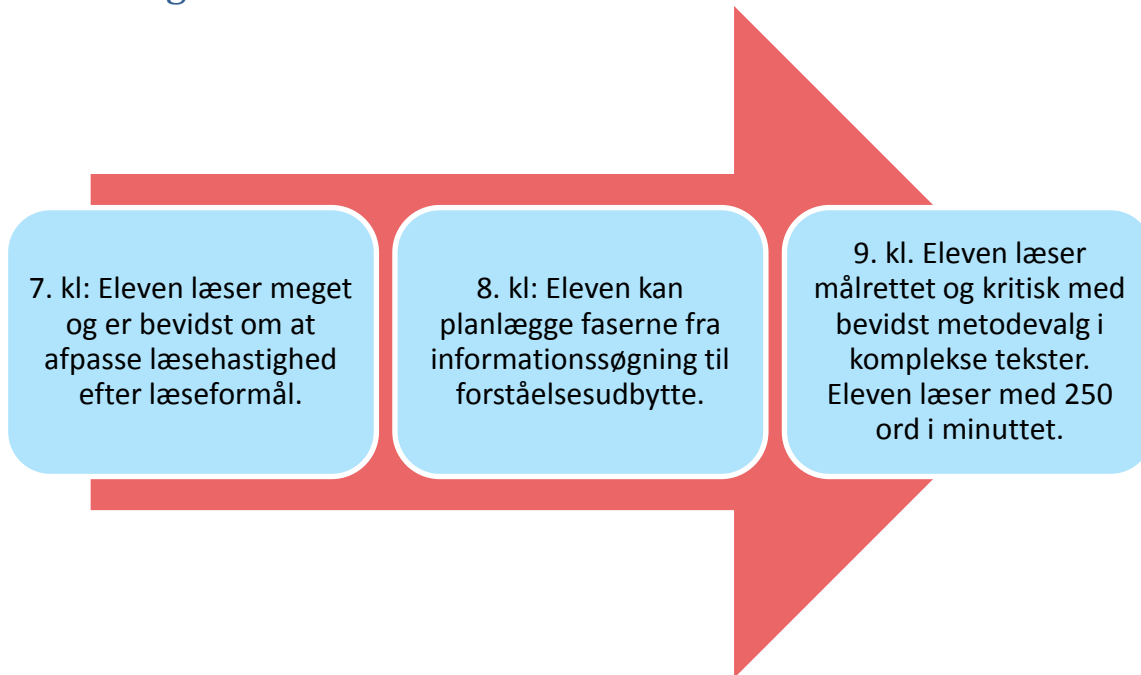 7. kl: Eleven læser meget
og er bevidst om at
afpasse læsehastighed
efter læseformål.
8. kl: Eleven kan
planlægge faserne fra
informationssøgning til
forståelsesudbytte.
9. kl. Eleven læser
målrettet og kritisk med
bevidst metodevalg i
komplekse tekster.
Eleven læser med 250
ord i minuttet.